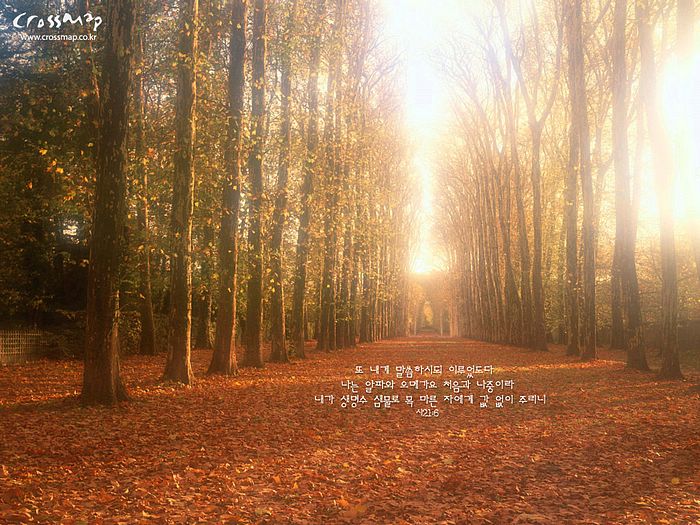 CrossMap
www.crossmap.co.kr
또 내게 말씀하시되 이루었도다
나는 알파와 오메가요 처음과 나중이라
내가 생명수 샘물로 목 마른 자에게 값 없이 주리니
계21:6